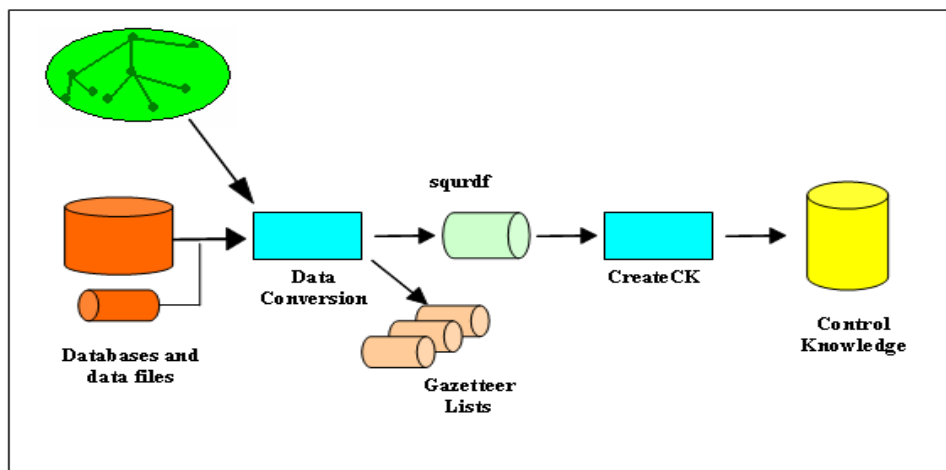 squrdf
Data
Conversion
CreateCK
Databases and
data files
Gazetteer
Lists
Control
Knowledge